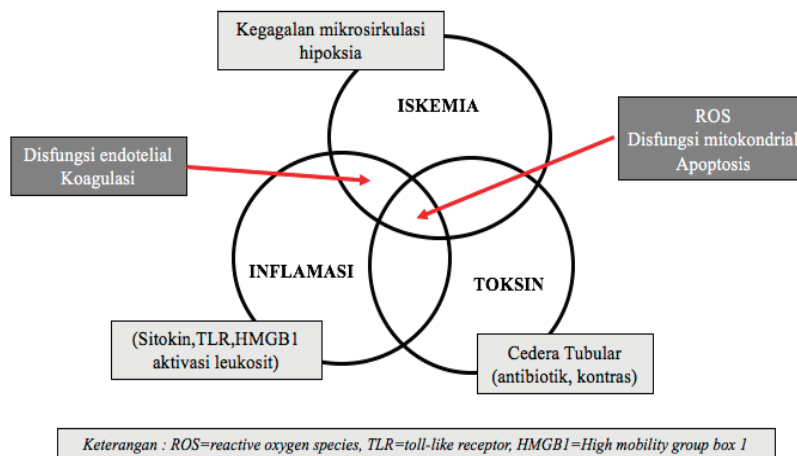 Kegagalan mikrosirkulasi
hipoksia
ISKEMIA
ROS
Disfungsi mitokondrial
Apoptosis
Disfungsi endotelial
Koagulasi
INFLAMASI
TOKSIN
(Sitokin,TLR,HMGB1
aktivasi leukosit)
Cedera Tubular
(antibiotik, kontras)
Keterangan : ROS=reactive oxygen species, TLR=toll-like receptor, HMGB1=High mobility group box 1